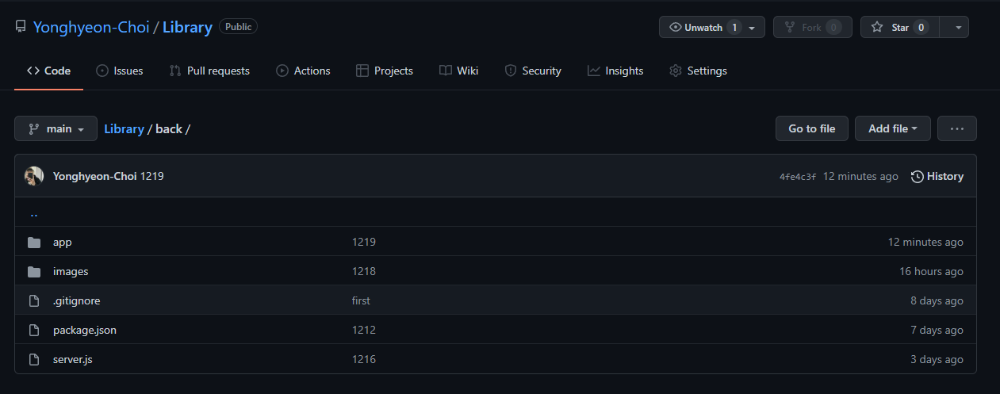 Yonghyeon-Choi / Library Public Unwatch 1 Fork 0 Star 0
Code Issues Pull requests Actions Projects Wiki Security Insights Settings
main Library / back / Go to file Add file ...
Yonghyeon-Choi 1219 4fe4c3f 12 minutes ago History
..
app 1219 12 minutes ago
images 1218 16 hours ago
.gitignore first 8 days ago
package.json 1212 7 days ago
server.js 1216 3 days ago